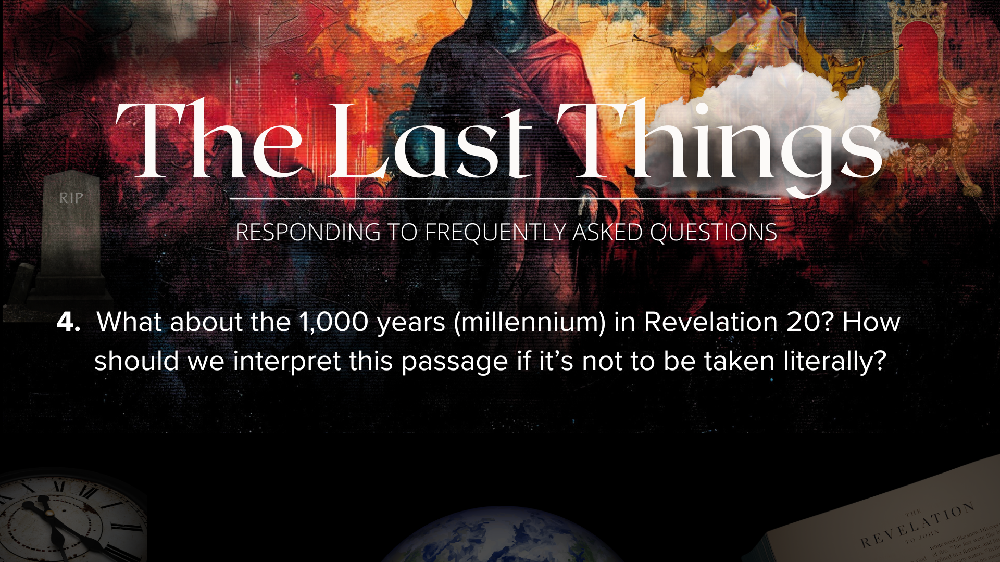 The Last Things
RIP
RESPONDING TO FREQUENTLY ASKED QUESTIONS
4. What about the 1,000 years (millennium) in Revelation 20? How
should we interpret this passage if it’s not to be taken literally?
THE
REVELATION
TO JOHN